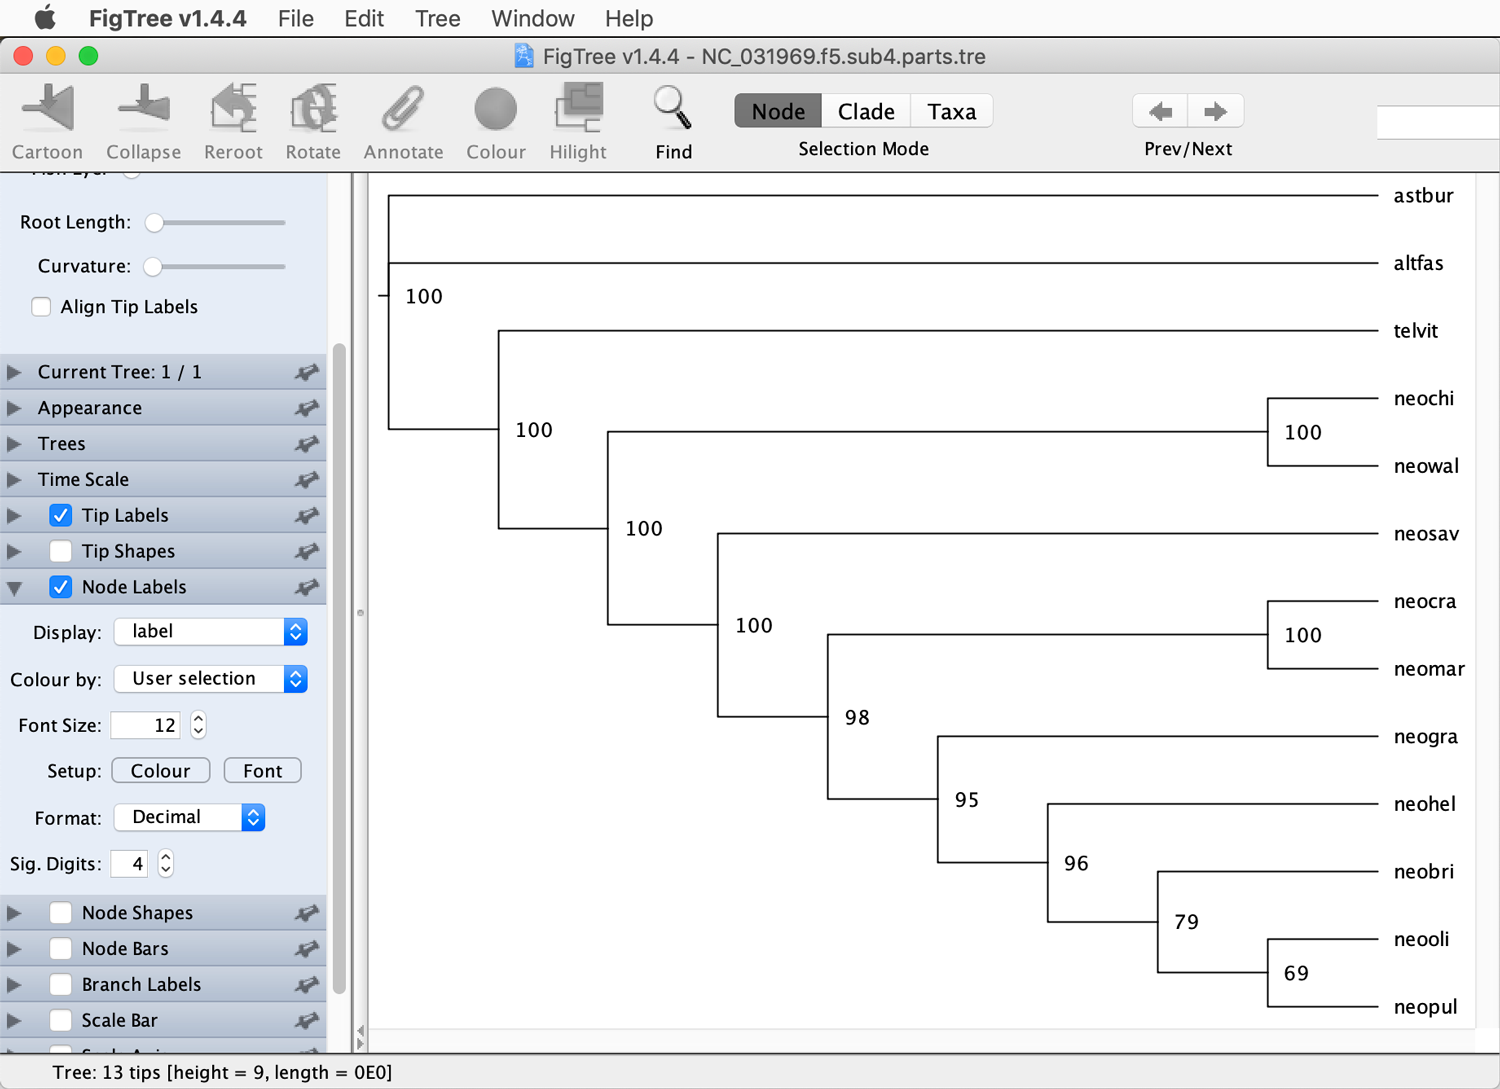 FigTree v1.4.4 File Edit Tree Window Help
FigTree v1.4.4 - NC_031969.f5.sub4.parts.tre
Node Clade Taxa
Cartoon Collapse Reroot Rotate Annotate Colour Hilight Find Selection Mode Prev/Next
Root Length:
Curvature:
Align Tip Labels
Current Tree: 1 / 1
Appearance
Trees
Time Scale
Tip Labels
Tip Shapes
Node Labels
Display: label
Colour by: User selection
Font Size: 12
Setup: Colour Font
Format: Decimal
Sig. Digits: 4
Node Shapes
Node Bars
Branch Labels
Scale Bar
astbur
altfas
100
telvit
neochi
100
100
neowal
100
neosav
neocra
100
100
neomar
98
neogra
95
neohel
96
neobri
79
neooli
69
neopul
Tree: 13 tips [height = 9, length = 0E0]